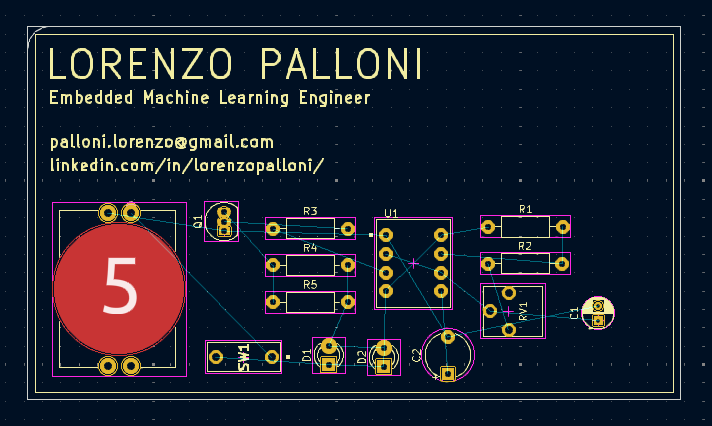 LORENZO PALLONI
Embedded Machine Learning Engineer
palloni.lorenzo@gmail.com
linkedin.com/in/lorenzopalloni/
5
Q1
R3
R4
R5
U1
R1
R2
RV1
C1
SW1
D1
D2
C2